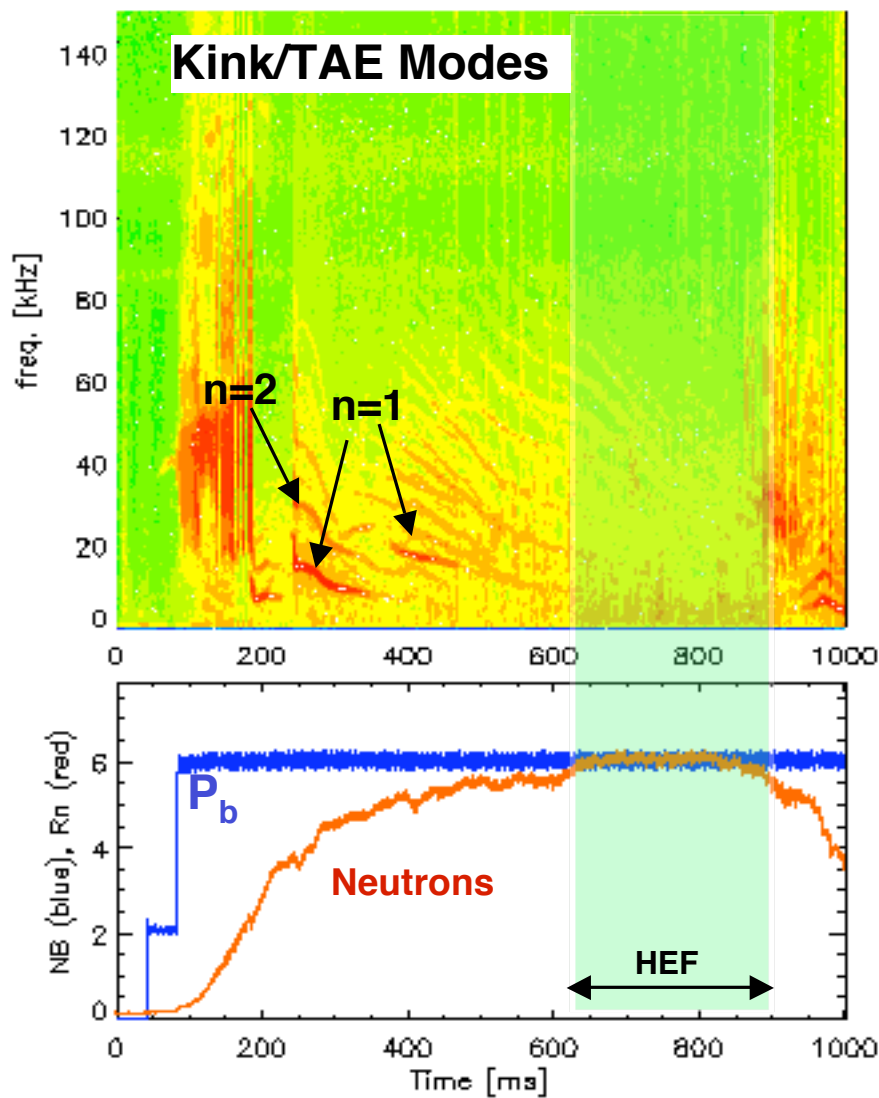 Kink/TAE Modes
140
120
100
80
60
40
20
0
freq. [kHz]
n=2
n=1
0 200 400 600 800 1000
NB (blue), Rn (red)
6
4
2
0
Pb
Neutrons
HEF
0 200 400 600 800 1000
Time [ms]